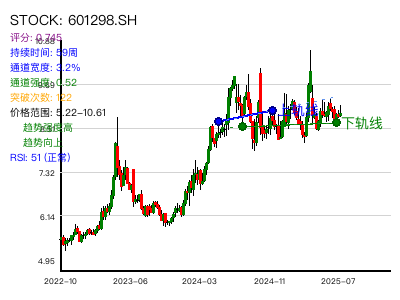 STOCK: 601298.SH
评分: 0.745
持续时间: 59周
通道宽度: 3.2%
9.69
通道强度: 0.52
突破次数: 122
价格范围: 5.22-10.61
趋势强度高
趋势向上
RSI: 51 (正常)
下轨线
7.32
6.14
4.95
2022-10
2023-06
2024-03
2024-11
2025-07